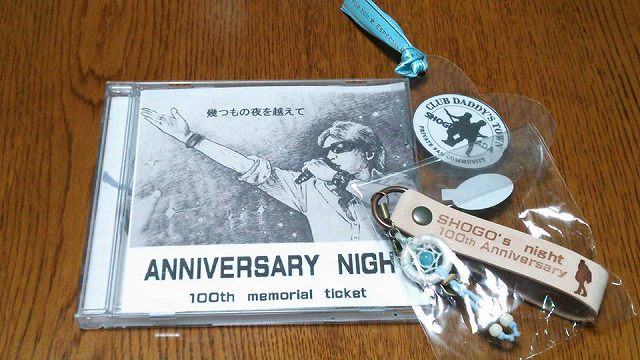 幾つもの夜を越えて
ANNIVERSARY NIGH
100th memorial ticket
CLUB DADDY'S TOWN
SHOGO
PRIVATE FAN COMMUNITY
SHOGO's night
100th Anniversary